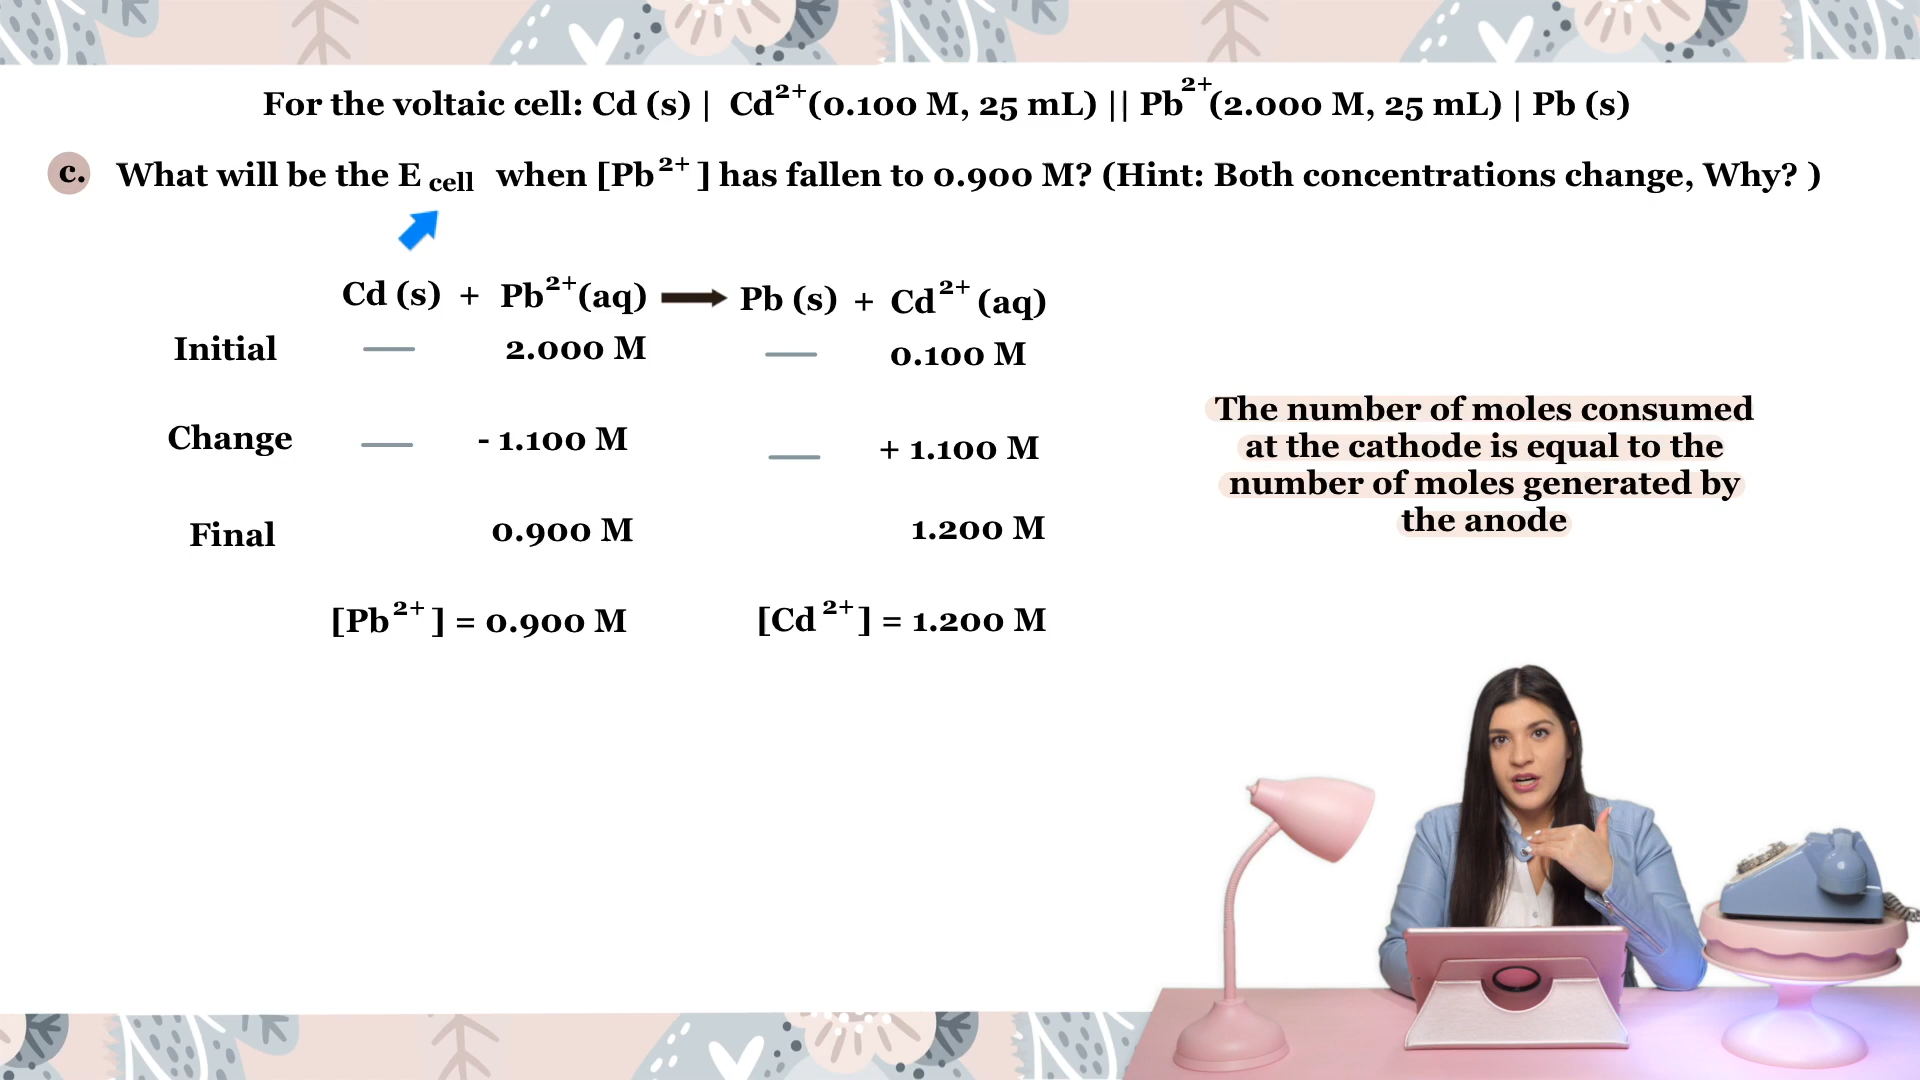 For the voltaic cell: Cd (s) | Cd²⁺(0.100 M, 25 mL) || Pb²⁺(2.000 M, 25 mL) | Pb (s)
c. What will be the E cell when [Pb²⁺] has fallen to 0.900 M? (Hint: Both concentrations change, Why? )
Cd (s) + Pb²⁺(aq) Pb (s) + Cd²⁺ (aq)
Initial — 2.000 M — 0.100 M
Change — - 1.100 M — + 1.100 M
Final 0.900 M 1.200 M
[Pb²⁺] = 0.900 M [Cd²⁺] = 1.200 M
The number of moles consumed
at the cathode is equal to the
number of moles generated by
the anode